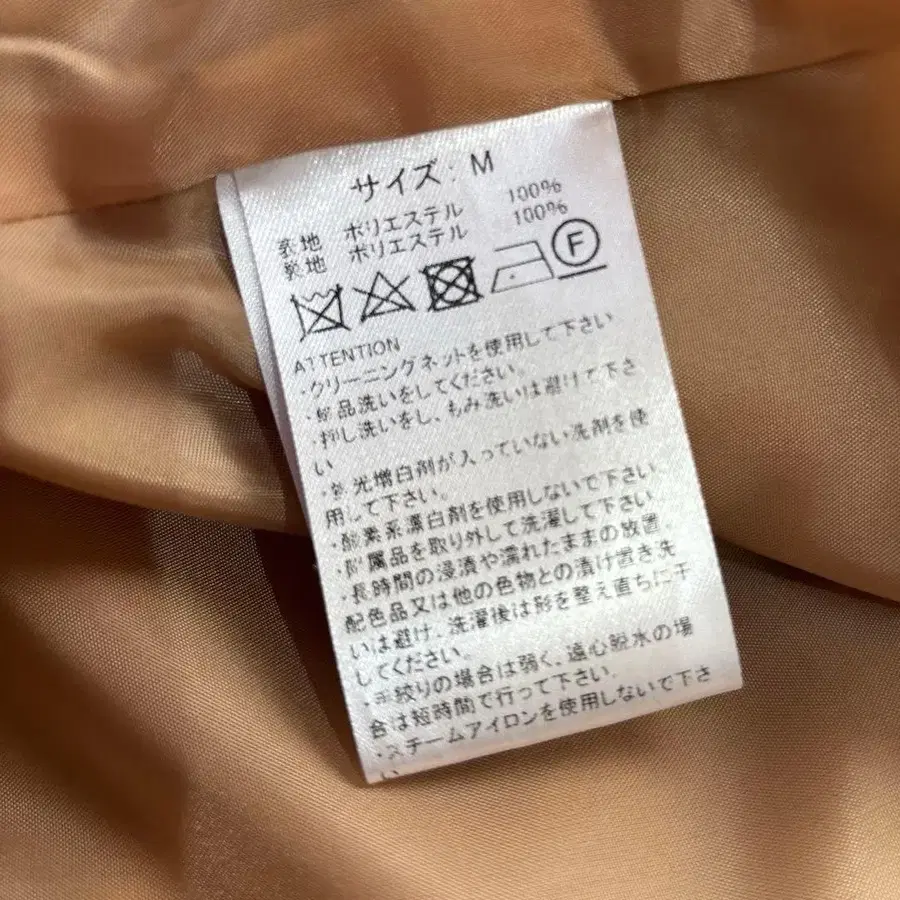 サイズ: M
表地 ポリエステル 100%
裏地 ポリエステル 100%
F
ATTENTION
・クリーニングネットを使用して下さい
・単品洗いをしてください。
・押し洗いをし、もみ洗いは避けて下さ
い
・蛍光増白剤が入っていない洗剤を使
用して下さい。
・酸素系漂白剤を使用しないで下さい
・附属品を取り外して洗濯して下さい
・長時間の浸漬や濡れたままの放置.
配色品又は他の色物との漬け置き洗
いは避け、洗濯後は形を整え直ちに干
してください。
・手絞りの場合は弱く、遠心脱水の場
合は短時間で行って下さい.
・スチームアイロンを使用しないで下さ
い